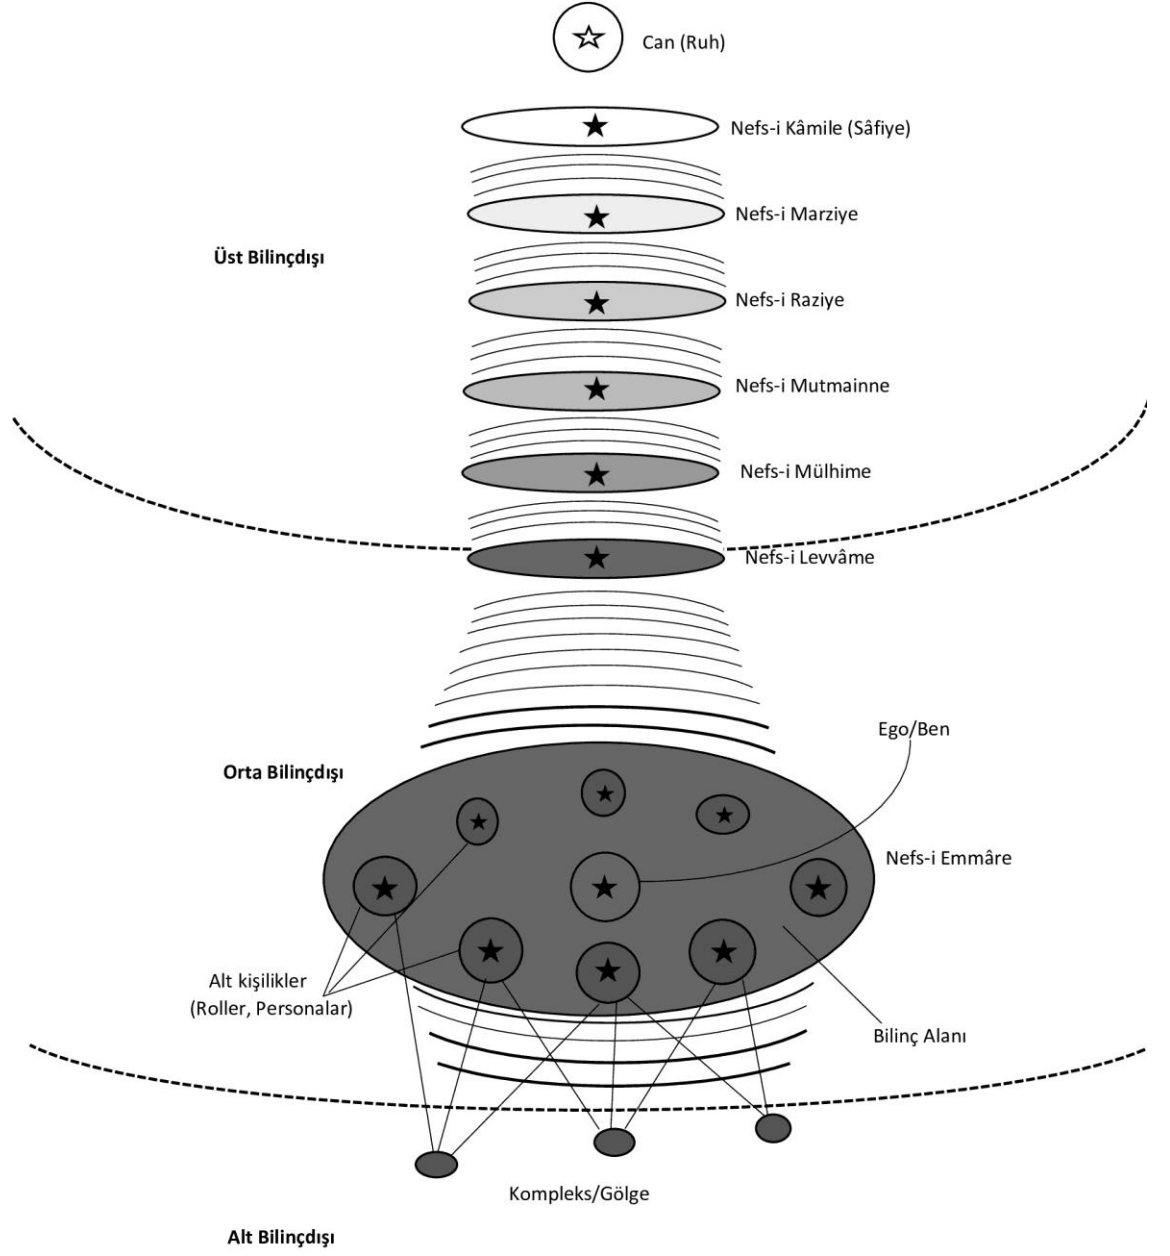 Can (Ruh)
Nefs-i Kâmile (Sâfiye)
Nefs-i Marziye
Üst Bilinçdışı
Nefs-i Raziye
Nefs-i Mutmainne
Nefs-i Mülhime
Nefs-i Levvâme
Ego/Ben
Orta Bilinçdışı
Nefs-i Emmâre
Alt kişilikler
(Roller, Personalar)
Bilinç Alanı
Kompleks/Gölge
Alt Bilinçdışı